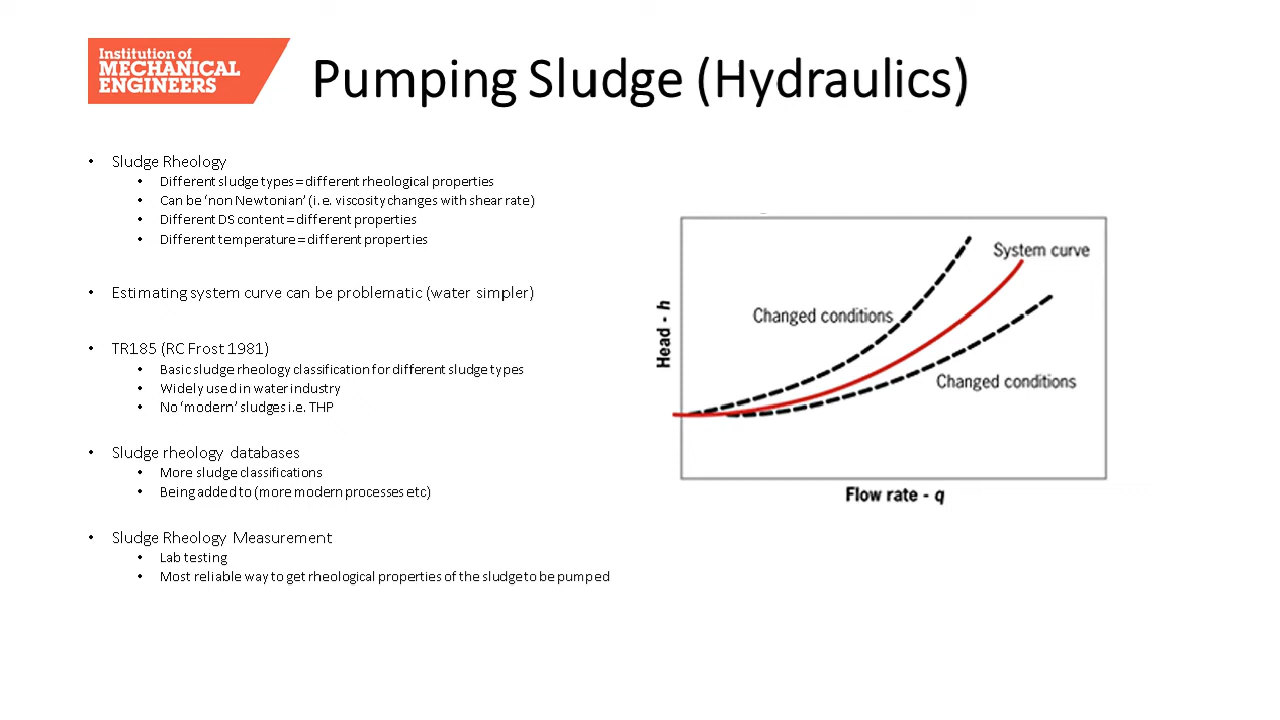 Institution of
MECHANICAL
ENGINEERS
Pumping Sludge (Hydraulics)
• Sludge Rheology
• Different sludge types = different rheological properties
• Can be ‘non Newtonian’ (i.e. viscosity changes with shear rate)
• Different DS content = different properties
• Different temperature = different properties
• Estimating system curve can be problematic (water simpler)
• TR185 (RC Frost 1981)
• Basic sludge rheology classification for different sludge types
• Widely used in water industry
• No ‘modern’ sludges i.e. THP
• Sludge rheology databases
• More sludge classifications
• Being added to (more modern processes etc)
• Sludge Rheology Measurement
• Lab testing
• Most reliable way to get rheological properties of the sludge to be pumped
System curve
Changed conditions
Changed conditions
Head - h
Flow rate - q